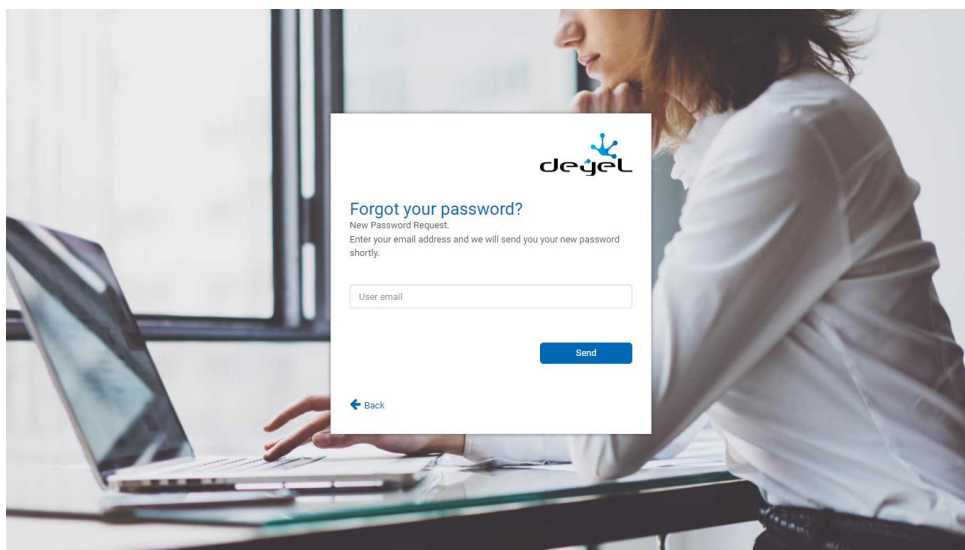 deyel
Forgot your password?
New Password Request.
Enter your email address and we will send you your new password
shortly.
User email
Send
Back